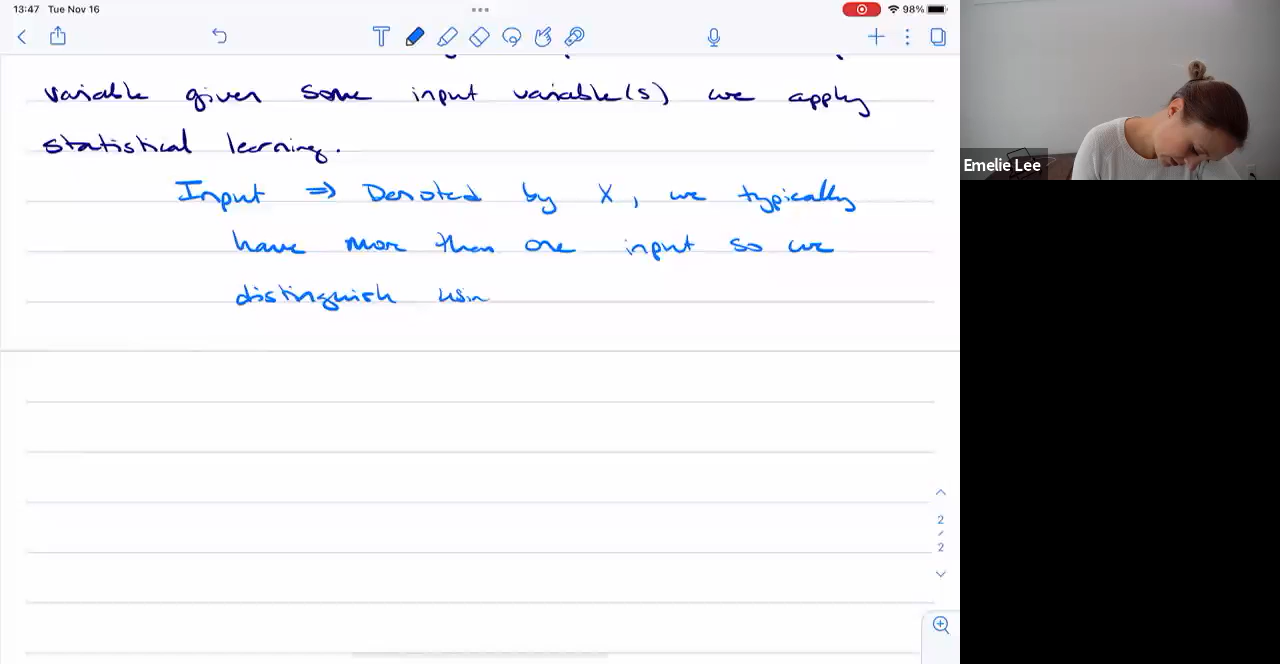 13:47 Tue Nov 16
98%
variable given some input variable(s) we apply
statistical learning.
Input ⇒ Denoted by X, we typically
have more than one input so we
distinguish usin
2
2
Emelie Lee